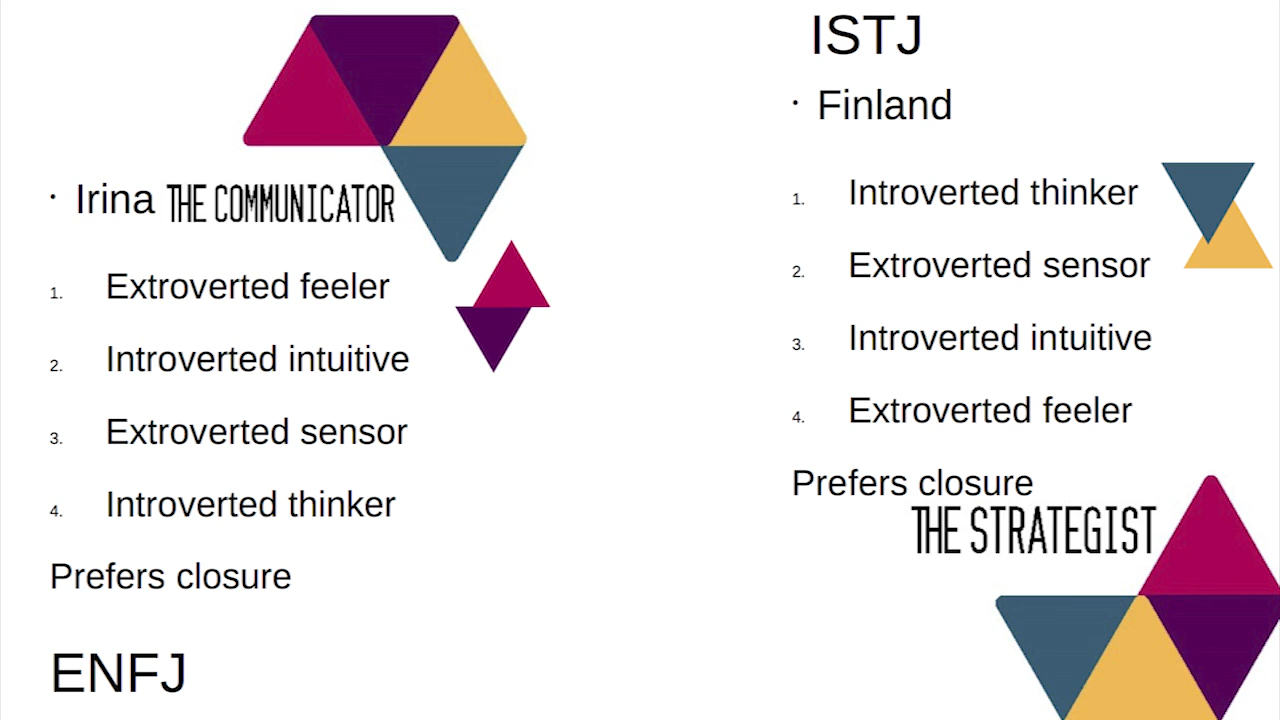 · Irina THE COMMUNICATOR
1. Extroverted feeler
2. Introverted intuitive
3. Extroverted sensor
4. Introverted thinker
Prefers closure
ENFJ
ISTJ
· Finland
1. Introverted thinker
2. Extroverted sensor
3. Introverted intuitive
4. Extroverted feeler
Prefers closure
THE STRATEGIST